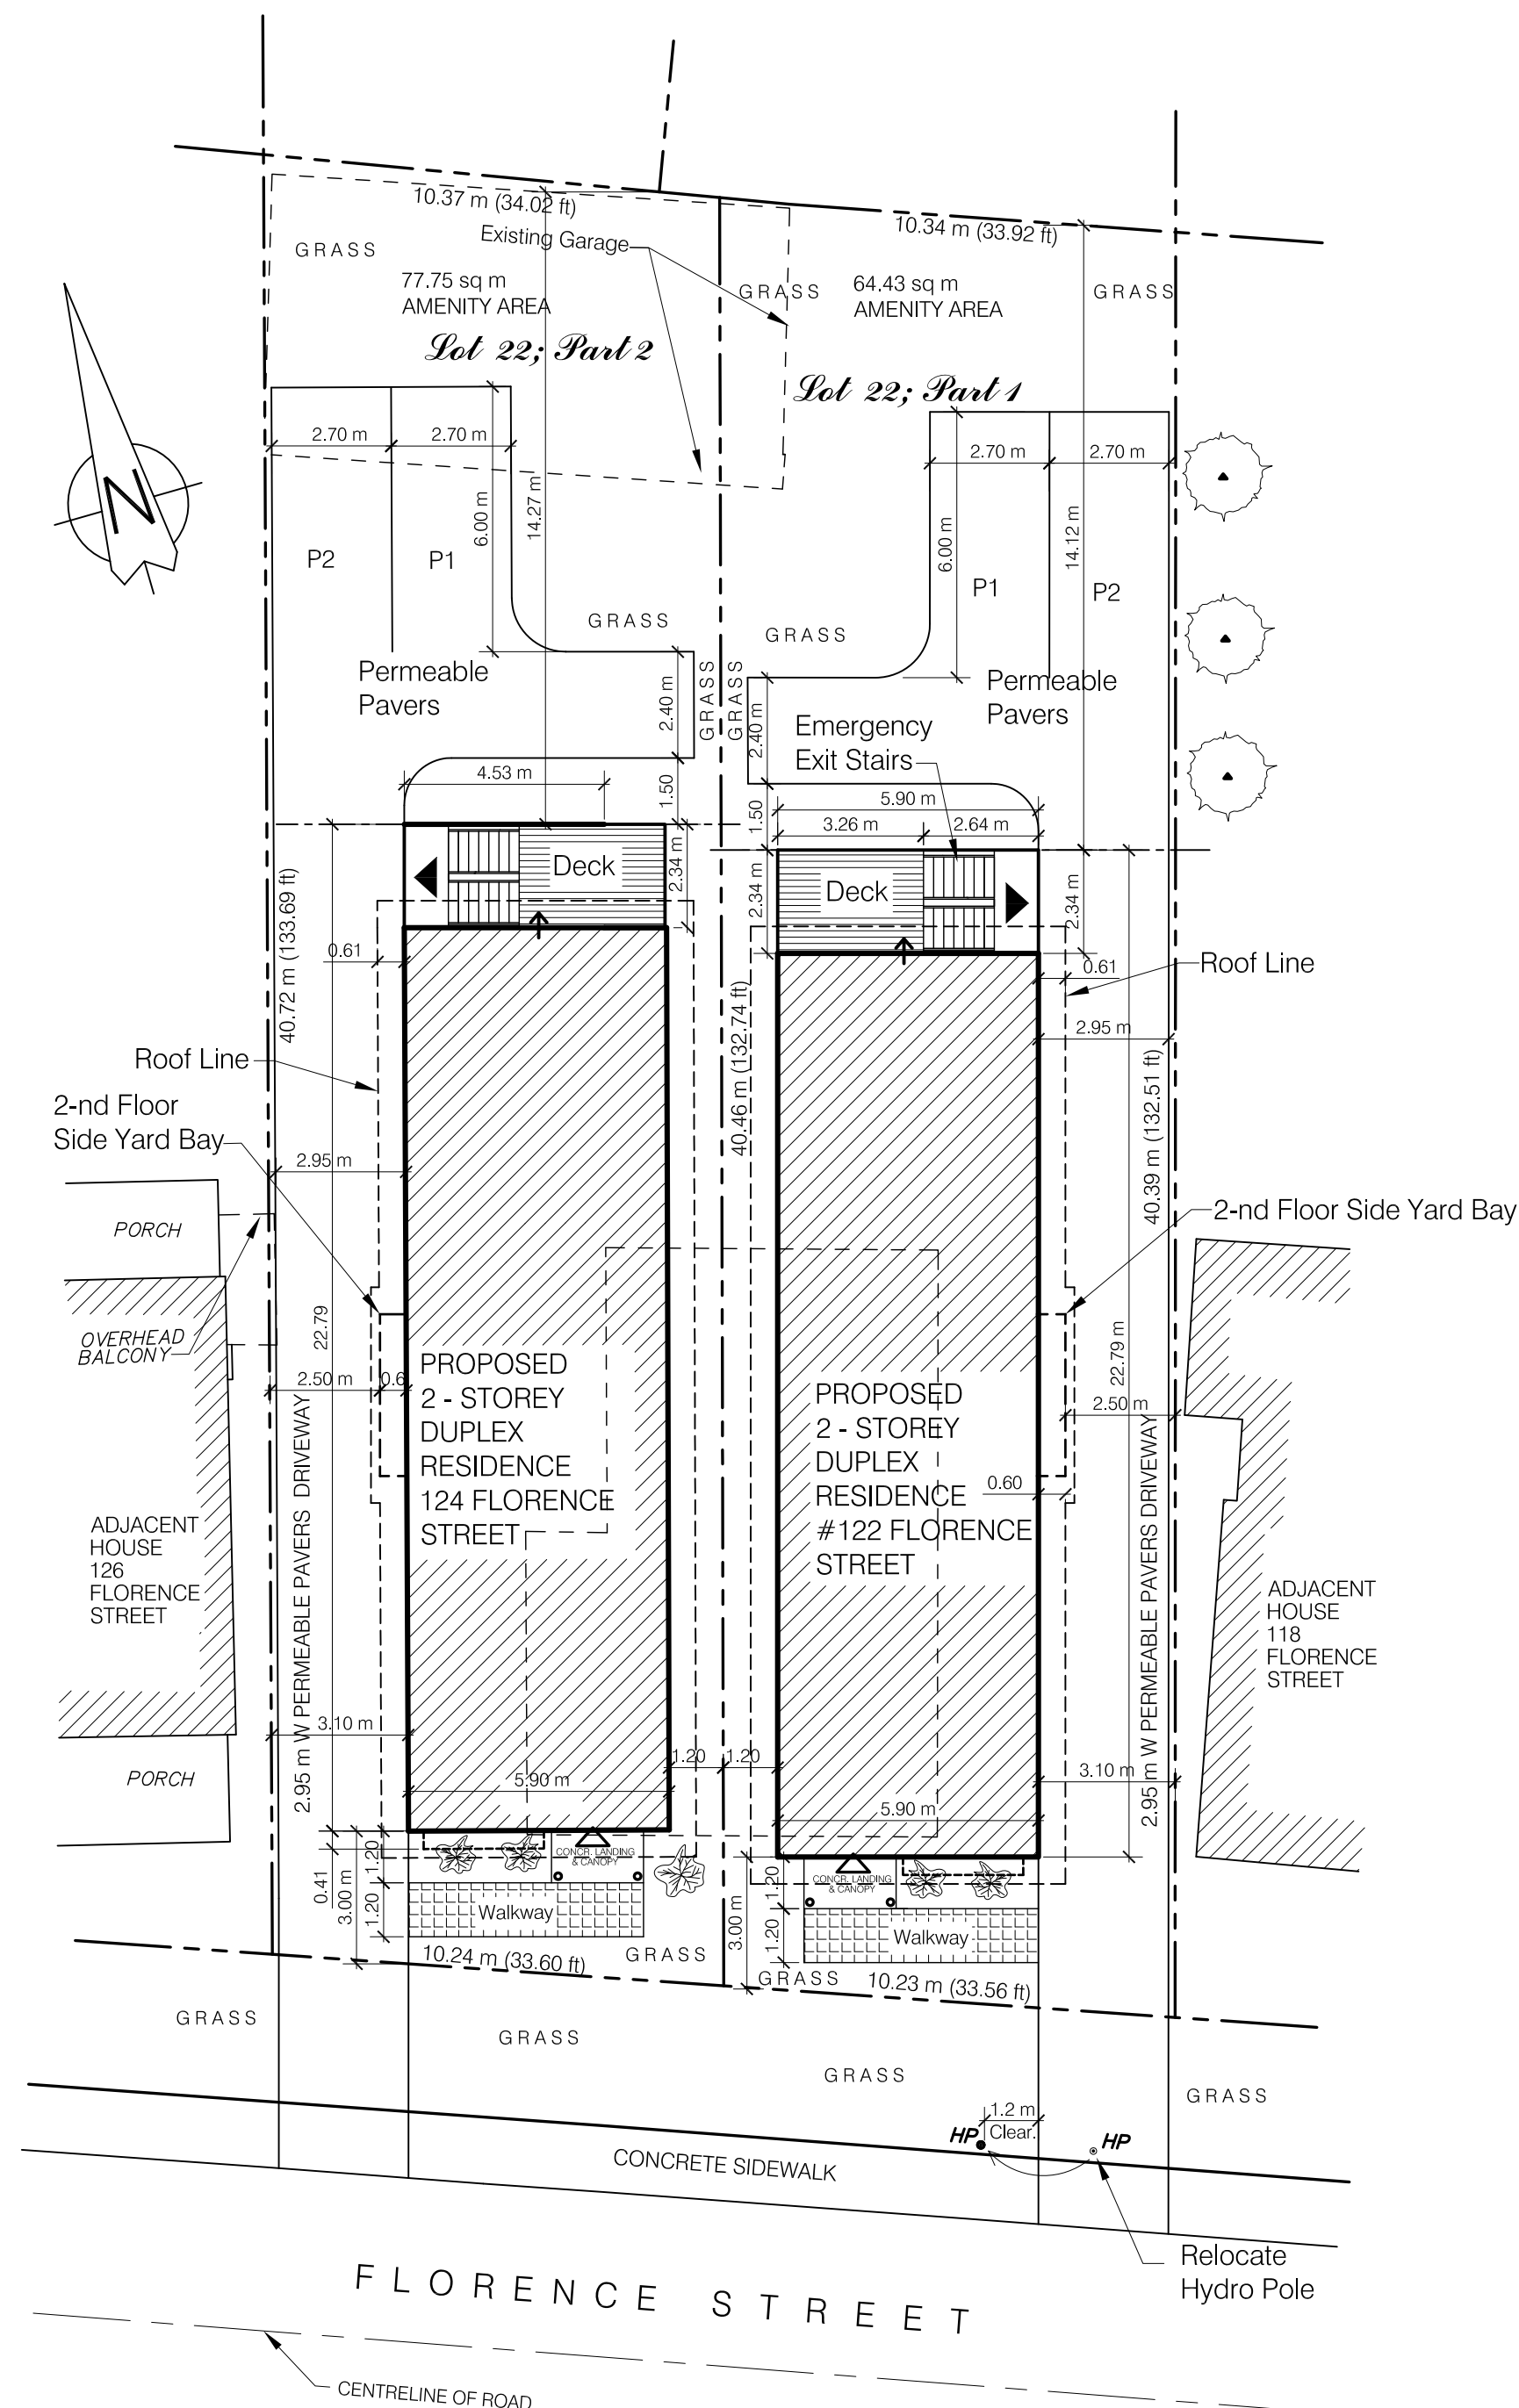 10.37 m (34.02 ft)
10.34 m (33.92 ft)
Existing Garage
GRASS
77.75 sq m
AMENITY AREA
GRASS
64.43 sq m
AMENITY AREA
GRASS
Lot 22; Part 2
Lot 22; Part 1
2.70 m
2.70 m
2.70 m
2.70 m
6.00 m
14.27 m
6.00 m
14.12 m
N
P2
P1
P1
P2
GRASS
GRASS
Permeable
Pavers
GRASS
GRASS
Permeable
Pavers
2.40 m
2.40 m
Emergency
Exit Stairs
4.53 m
1.50
1.50
5.90 m
3.26 m
2.64 m
Deck
2.34 m
Deck
2.34 m
2.34 m
40.72 m (133.69 ft)
0.61
0.61
Roof Line
40.46 m (132.74 ft)
2.95 m
Roof Line
40.39 m (132.51 ft)
2-nd Floor
Side Yard Bay
2.95 m
2-nd Floor Side Yard Bay
PORCH
OVERHEAD
BALCONY
22.79
22.79 m
2.50 m
0.6
2.50 m
PROPOSED
2 - STOREY
DUPLEX
RESIDENCE
124 FLORENCE
STREET
PROPOSED
2 - STOREY
DUPLEX
RESIDENCE
#122 FLORENCE
STREET
0.60
2.95 m W PERMEABLE PAVERS DRIVEWAY
2.95 m W PERMEABLE PAVERS DRIVEWAY
ADJACENT
HOUSE
126
FLORENCE
STREET
ADJACENT
HOUSE
118
FLORENCE
STREET
3.10 m
1.20
1.20
3.10 m
PORCH
5.90 m
5.90 m
0.41
3.00 m
1.20
1.20
CONCR. LANDING
& CANOPY
CONCR. LANDING
& CANOPY
3.00 m
1.20
1.20
Walkway
Walkway
10.24 m (33.60 ft)
GRASS
GRASS
10.23 m (33.56 ft)
GRASS
GRASS
GRASS
GRASS
1.2 m
Clear.
HP
HP
CONCRETE SIDEWALK
Relocate
Hydro Pole
FLORENCE STREET
CENTRELINE OF ROAD